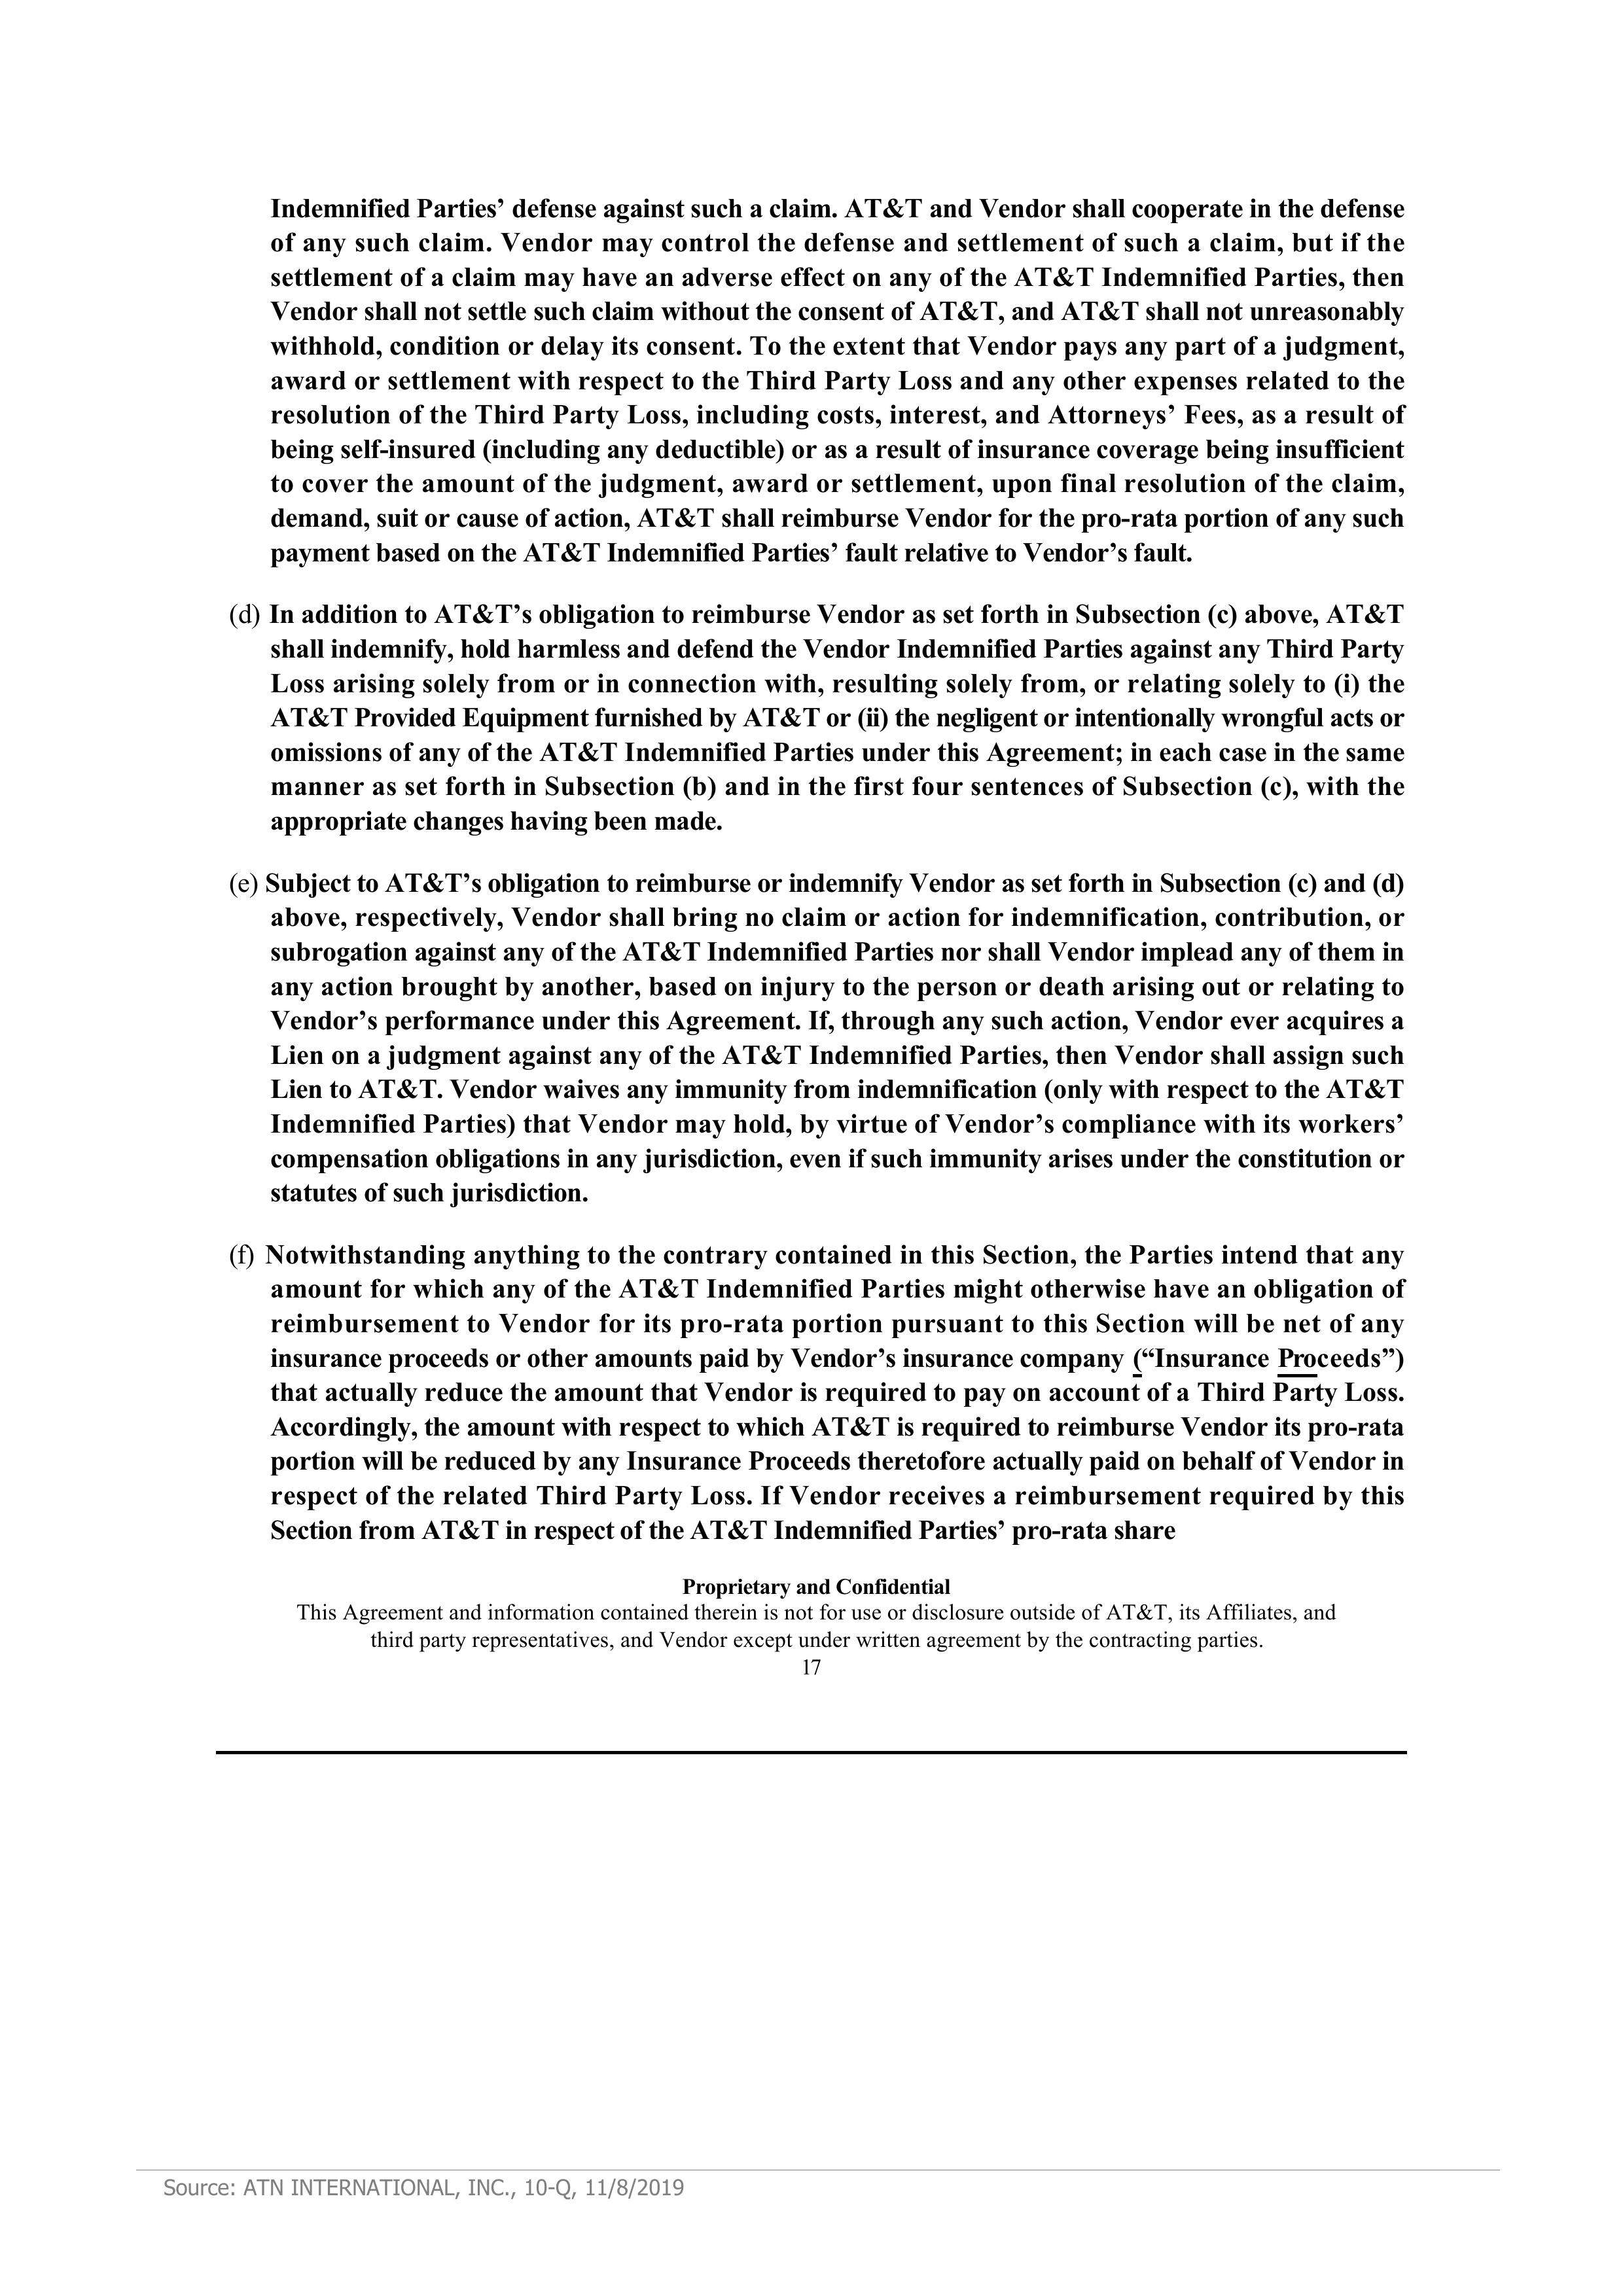 Indemnified Parties’ defense against such a claim. AT&T and Vendor shall cooperate in the defense
of any such claim. Vendor may control the defense and settlement of such a claim, but if the
settlement of a claim may have an adverse effect on any of the AT&T Indemnified Parties, then
Vendor shall not settle such claim without the consent of AT&T, and AT&T shall not unreasonably
withhold, condition or delay its consent. To the extent that Vendor pays any part of a judgment,
award or settlement with respect to the Third Party Loss and any other expenses related to the
resolution of the Third Party Loss, including costs, interest, and Attorneys’ Fees, as a result of
being self-insured (including any deductible) or as a result of insurance coverage being insufficient
to cover the amount of the judgment, award or settlement, upon final resolution of the claim,
demand, suit or cause of action, AT&T shall reimburse Vendor for the pro-rata portion of any such
payment based on the AT&T Indemnified Parties’ fault relative to Vendor’s fault.
(d) In addition to AT&T’s obligation to reimburse Vendor as set forth in Subsection (c) above, AT&T
shall indemnify, hold harmless and defend the Vendor Indemnified Parties against any Third Party
Loss arising solely from or in connection with, resulting solely from, or relating solely to (i) the
AT&T Provided Equipment furnished by AT&T or (ii) the negligent or intentionally wrongful acts or
omissions of any of the AT&T Indemnified Parties under this Agreement; in each case in the same
manner as set forth in Subsection (b) and in the first four sentences of Subsection (c), with the
appropriate changes having been made.
(e) Subject to AT&T’s obligation to reimburse or indemnify Vendor as set forth in Subsection (c) and (d)
above, respectively, Vendor shall bring no claim or action for indemnification, contribution, or
subrogation against any of the AT&T Indemnified Parties nor shall Vendor implead any of them in
any action brought by another, based on injury to the person or death arising out or relating to
Vendor’s performance under this Agreement. If, through any such action, Vendor ever acquires a
Lien on a judgment against any of the AT&T Indemnified Parties, then Vendor shall assign such
Lien to AT&T. Vendor waives any immunity from indemnification (only with respect to the AT&T
Indemnified Parties) that Vendor may hold, by virtue of Vendor’s compliance with its workers’
compensation obligations in any jurisdiction, even if such immunity arises under the constitution or
statutes of such jurisdiction.
(f) Notwithstanding anything to the contrary contained in this Section, the Parties intend that any
amount for which any of the AT&T Indemnified Parties might otherwise have an obligation of
reimbursement to Vendor for its pro-rata portion pursuant to this Section will be net of any
insurance proceeds or other amounts paid by Vendor’s insurance company (“Insurance Proceeds”)
that actually reduce the amount that Vendor is required to pay on account of a Third Party Loss.
Accordingly, the amount with respect to which AT&T is required to reimburse Vendor its pro-rata
portion will be reduced by any Insurance Proceeds theretofore actually paid on behalf of Vendor in
respect of the related Third Party Loss. If Vendor receives a reimbursement required by this
Section from AT&T in respect of the AT&T Indemnified Parties’ pro-rata share
Proprietary and Confidential
This Agreement and information contained therein is not for use or disclosure outside of AT&T, its Affiliates, and
third party representatives, and Vendor except under written agreement by the contracting parties.
17
Source: ATN INTERNATIONAL, INC., 10-Q, 11/8/2019